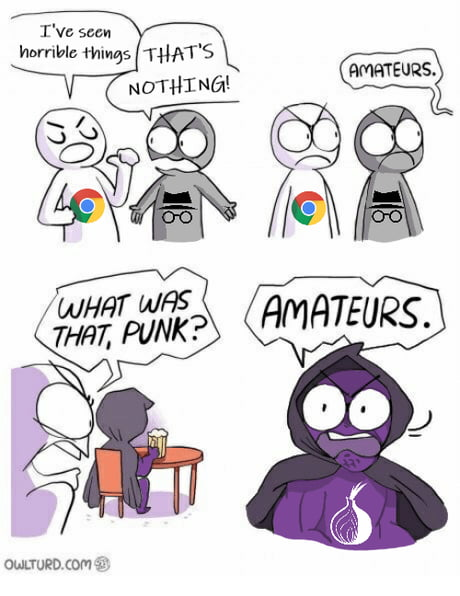 I've seen
horrible things
THAT'S
NOTHING!
AMATEURS.
WHAT WAS
THAT, PUNK?
AMATEURS.
OWLTURD.COM